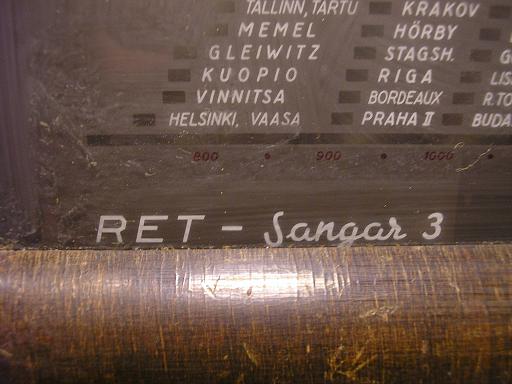 TALLINN, TARTU KRAKOV
MEMEL HÖRBY
GLEIWITZ STAGSH.
KUOPIO RIGA
VINNITSA BORDEAUX
HELSINKI, VAASA PRAHA II
800 • 900 • 1000 •
RET - Sangar 3